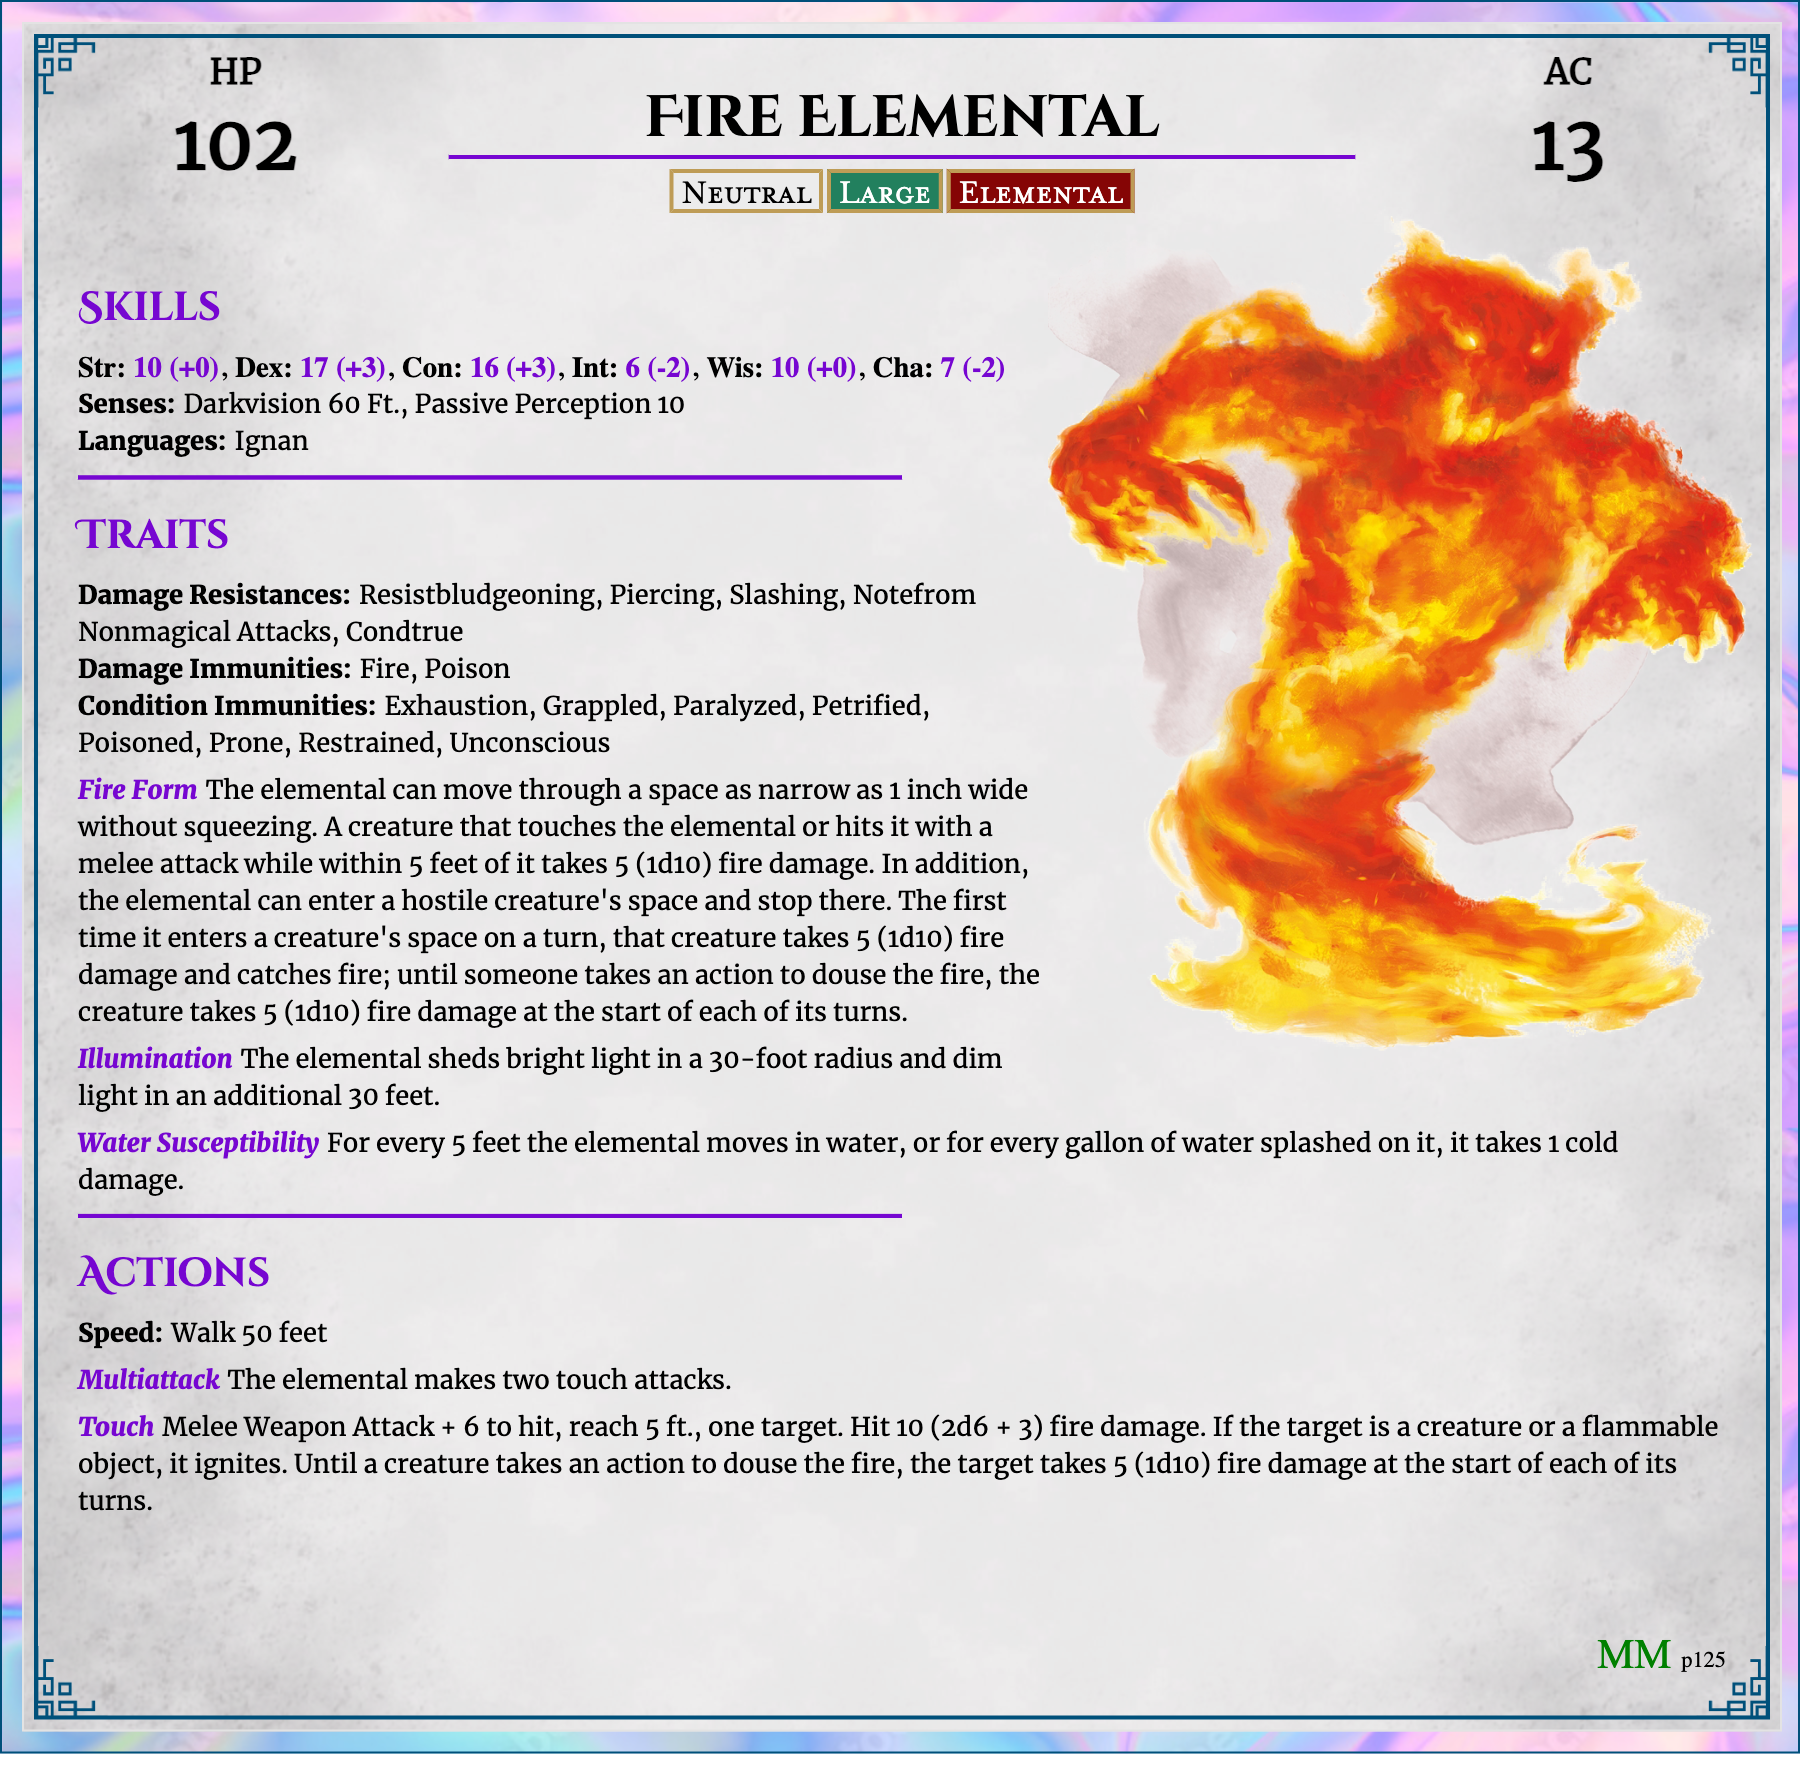 HP
102
Fire Elemental
AC
13
Neutral Large Elemental
Skills
Str: 10 (+0), Dex: 17 (+3), Con: 16 (+3), Int: 6 (-2), Wis: 10 (+0), Cha: 7 (-2)
Senses: Darkvision 60 Ft., Passive Perception 10
Languages: Ignan
Traits
Damage Resistances: Resistbludgeoning, Piercing, Slashing, Notefrom
Nonmagical Attacks, Condtrue
Damage Immunities: Fire, Poison
Condition Immunities: Exhaustion, Grappled, Paralyzed, Petrified,
Poisoned, Prone, Restrained, Unconscious
Fire Form The elemental can move through a space as narrow as 1 inch wide
without squeezing. A creature that touches the elemental or hits it with a
melee attack while within 5 feet of it takes 5 (1d10) fire damage. In addition,
the elemental can enter a hostile creature's space and stop there. The first
time it enters a creature's space on a turn, that creature takes 5 (1d10) fire
damage and catches fire; until someone takes an action to douse the fire, the
creature takes 5 (1d10) fire damage at the start of each of its turns.
Illumination The elemental sheds bright light in a 30-foot radius and dim
light in an additional 30 feet.
Water Susceptibility For every 5 feet the elemental moves in water, or for every gallon of water splashed on it, it takes 1 cold
damage.
Actions
Speed: Walk 50 feet
Multiattack The elemental makes two touch attacks.
Touch Melee Weapon Attack + 6 to hit, reach 5 ft., one target. Hit 10 (2d6 + 3) fire damage. If the target is a creature or a flammable
object, it ignites. Until a creature takes an action to douse the fire, the target takes 5 (1d10) fire damage at the start of each of its
turns.
MM p125